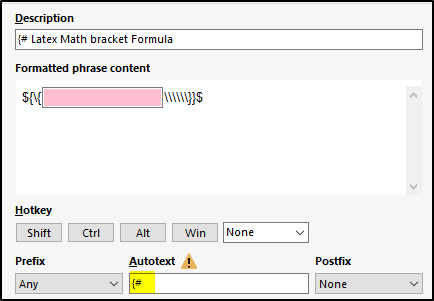 Description
{# Latex Math bracket Formula
Formatted phrase content
${\{ \\\\\\}}$
Hotkey
Shift Ctrl Alt Win None
Prefix Autotext Postfix
Any {# None